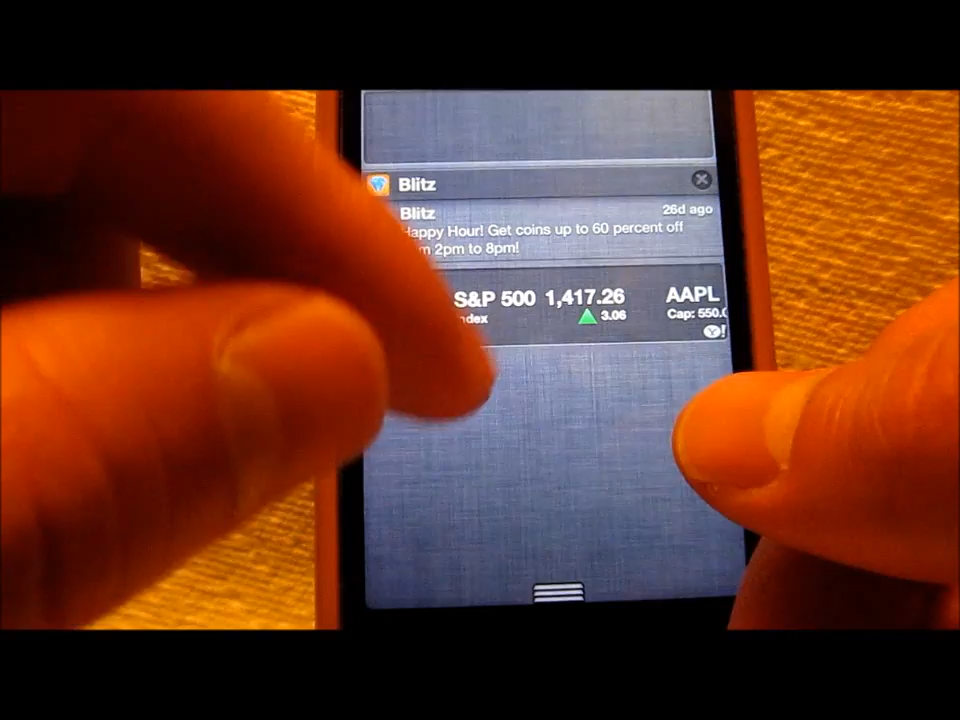 Blitz
Blitz 26d ago
Happy Hour! Get coins up to 60 percent off
2pm to 8pm!
S&P 500 1,417.26 AAPL
3.06 Cap: 550.
Y!